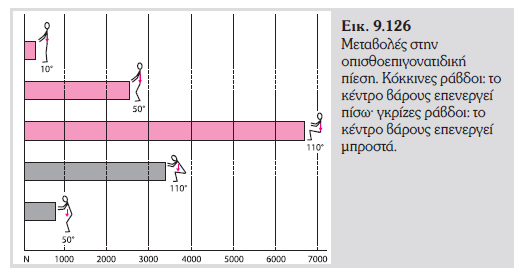 Εικ. 9.126
Μεταβολές στην
οπισθοεπιγονατιδική
πίεση. Κόκκινες ράβδοι: το
κέντρο βάρους επενεργεί
πίσω· γκρίζες ράβδοι: το
κέντρο βάρους επενεργεί
μπροστά.
10°
50°
110°
110°
50°
N 1000 2000 3000 4000 5000 6000 7000